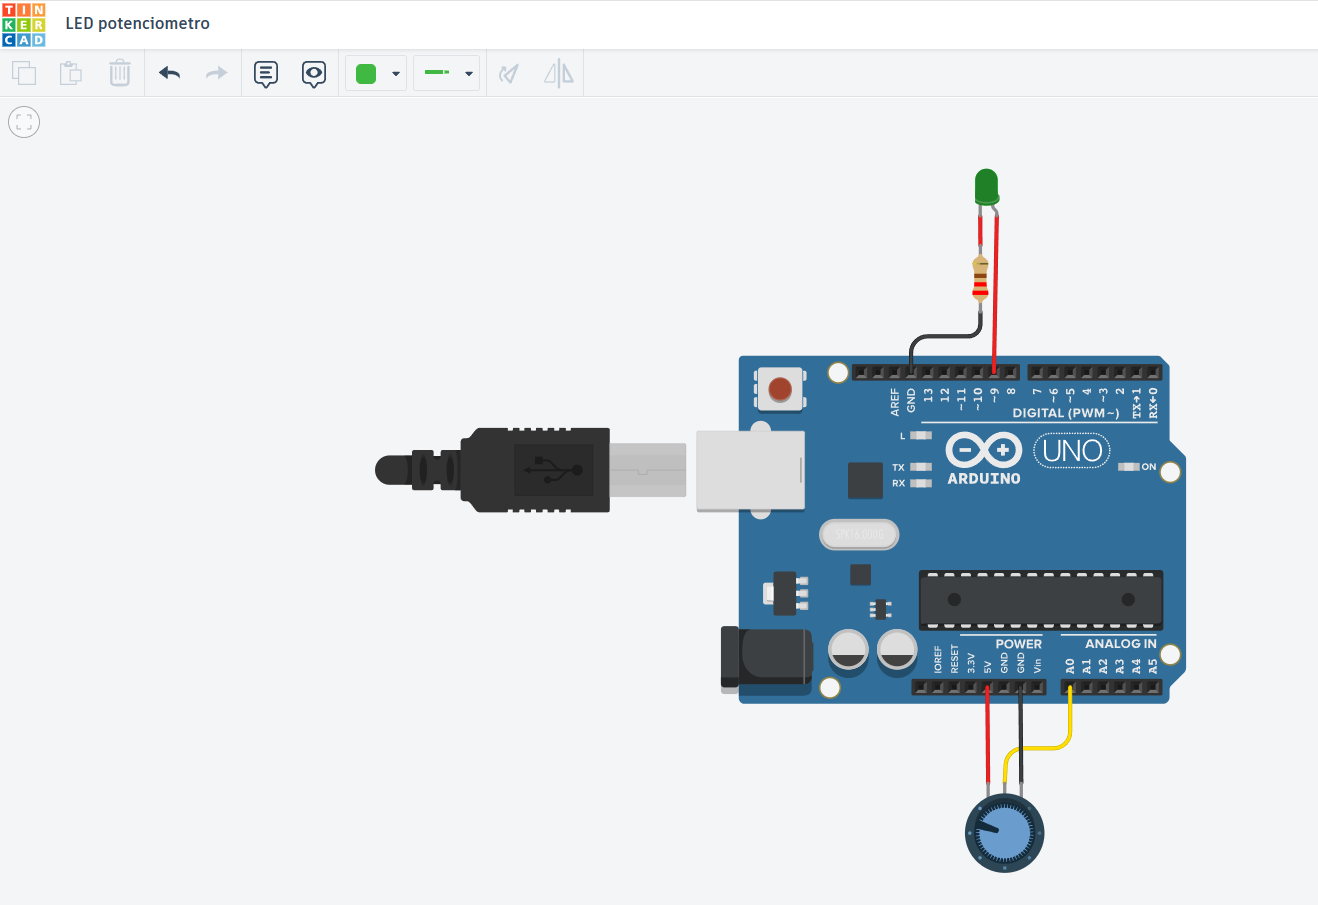 TIN
KER
CAD
LED potenciometro
AREF
GND
13
12
~11
~10
~9
8
7
~6
~5
4
~3
2
TX→1
RX←0
DIGITAL (PWM~)
L
TX
RX
UNO
ARDUINO
ON
POWER
ANALOG IN
IOREF
RESET
3.3V
5V
GND
GND
Vin
A0
A1
A2
A3
A4
A5